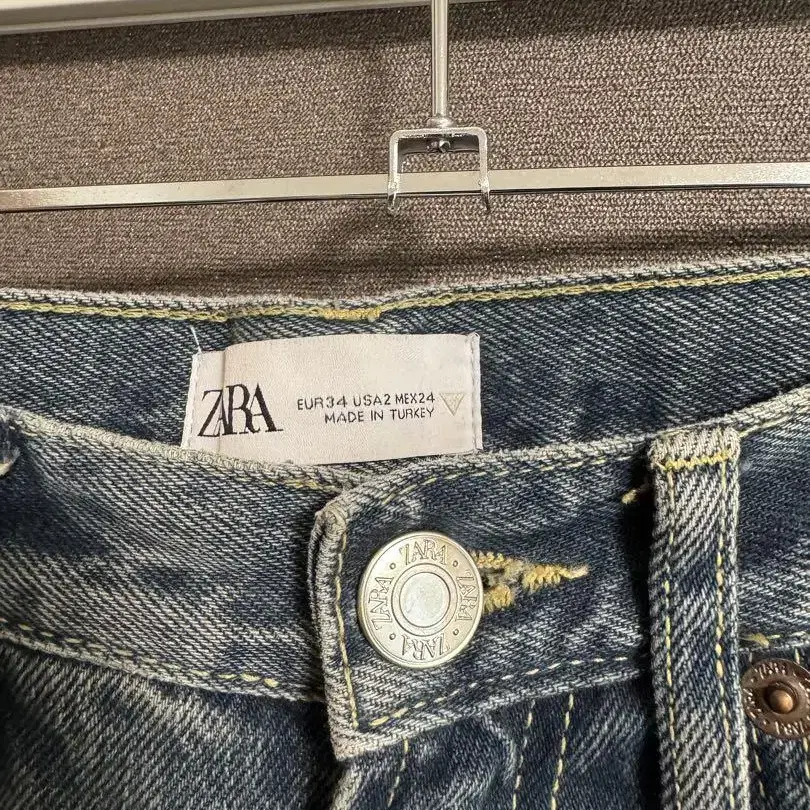 ZARA
EUR34 USA2 MEX24
MADE IN TURKEY
ZARA · ZARA · ZARA · ZARA ·